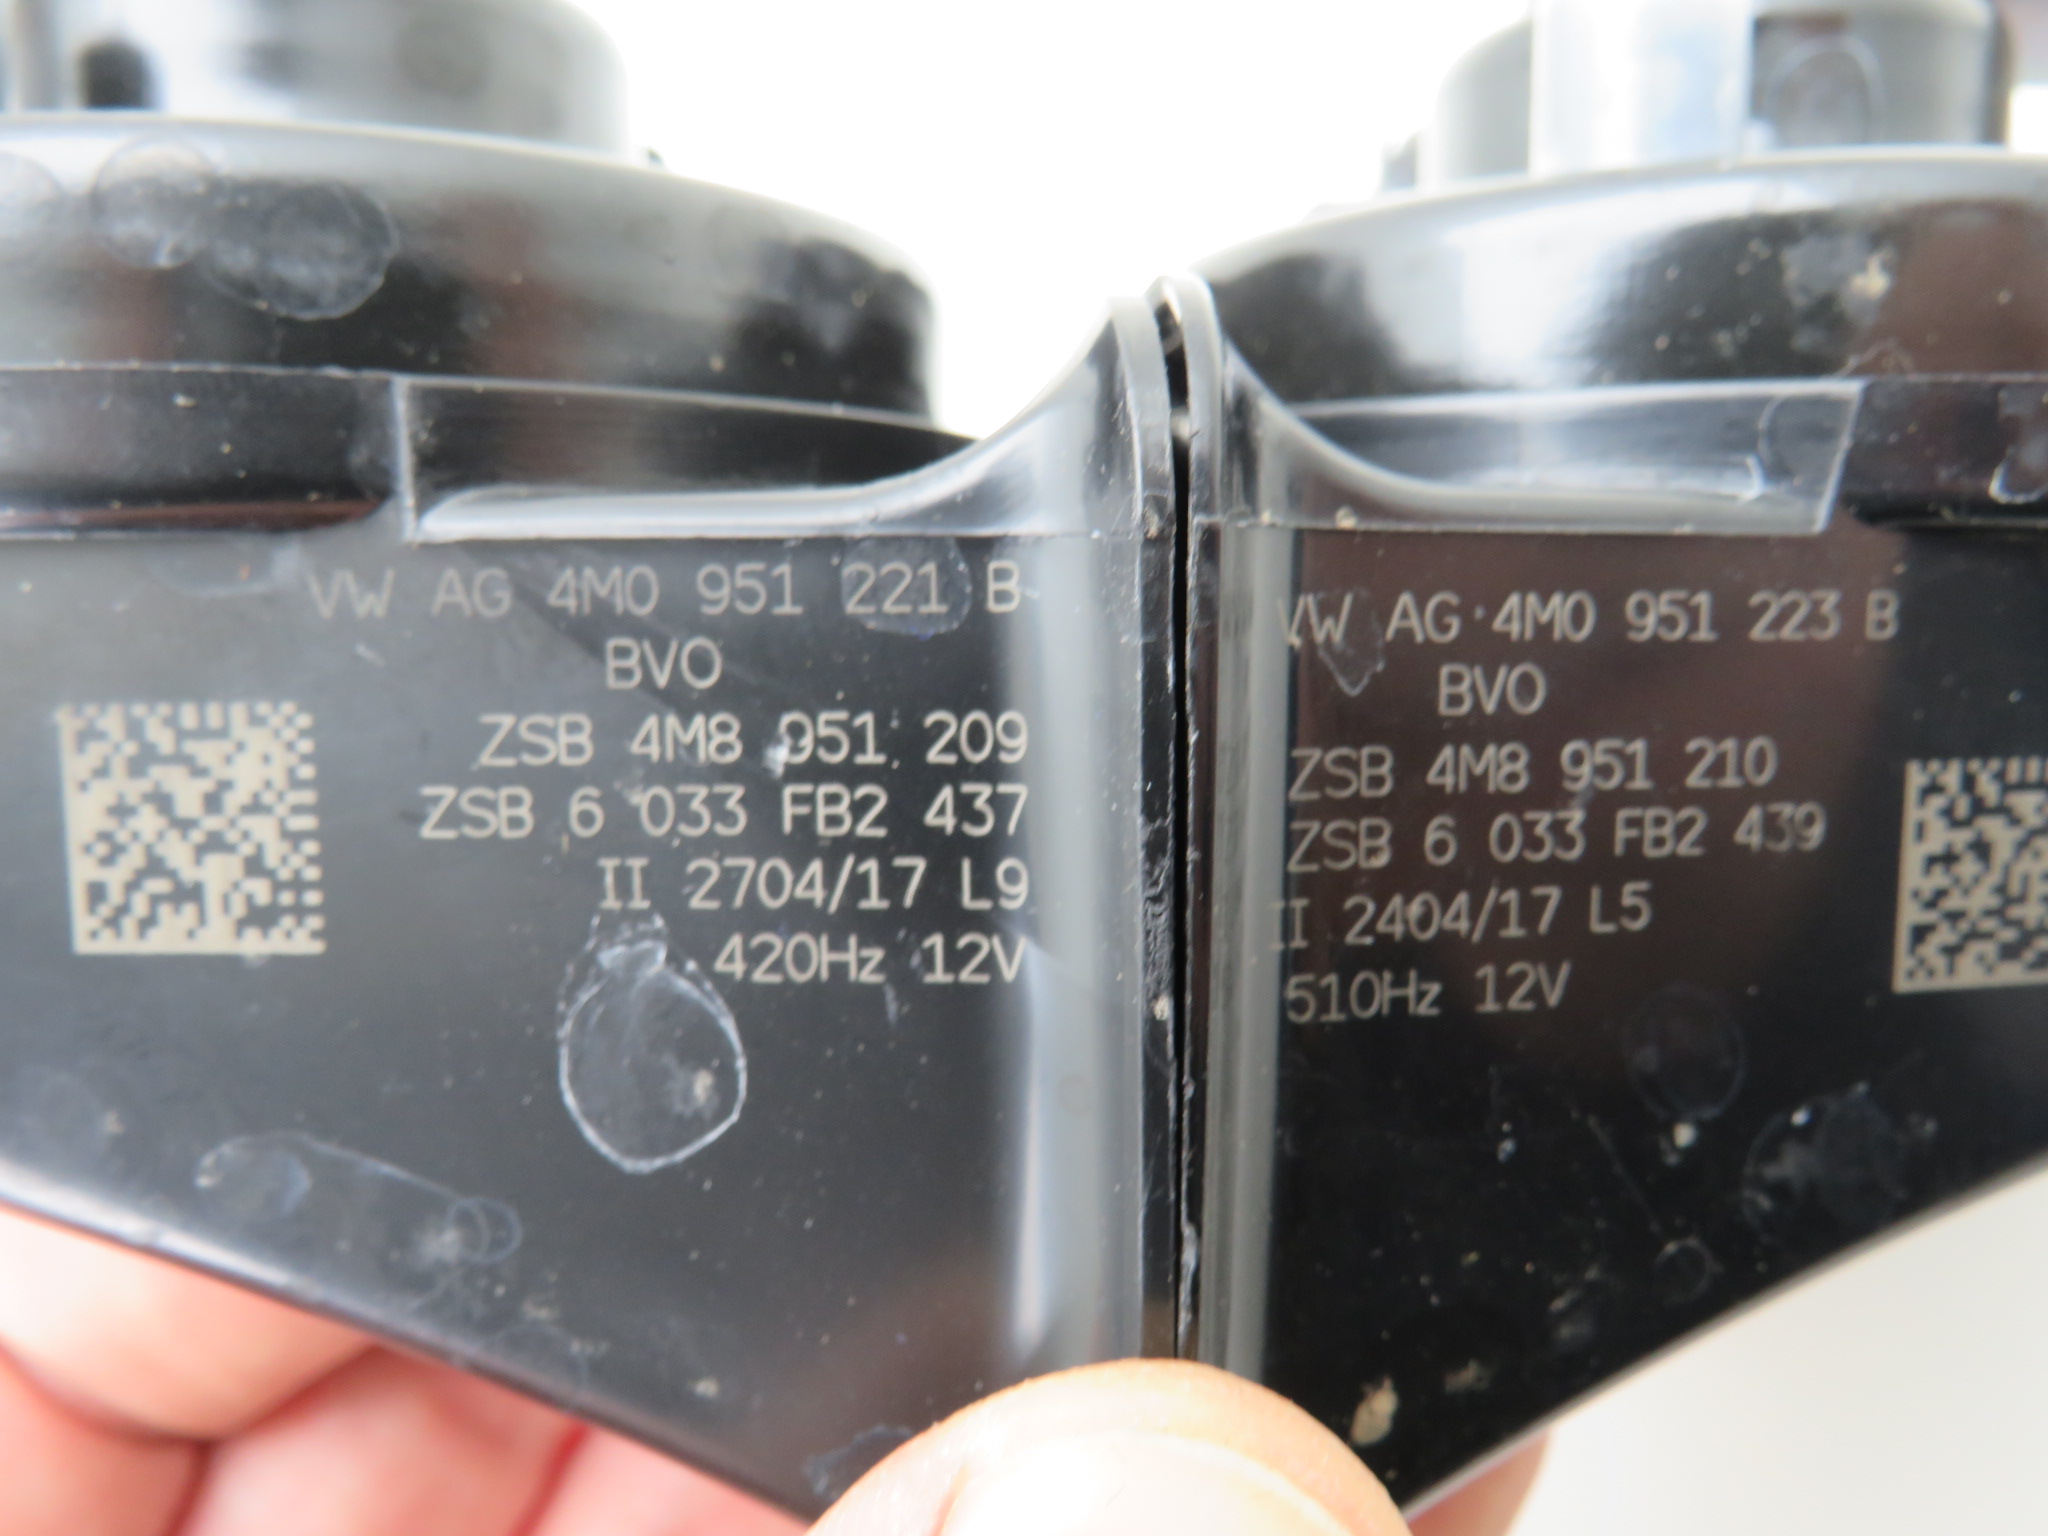 VW AG 4M0 951 221 B
BVO
ZSB 4M8 951 209
ZSB 6 033 FB2 437
II 2704/17 L9
420Hz 12V
VW AG 4M0 951 223 B
BVO
ZSB 4M8 951 210
ZSB 6 033 FB2 439
II 2404/17 L5
510Hz 12V